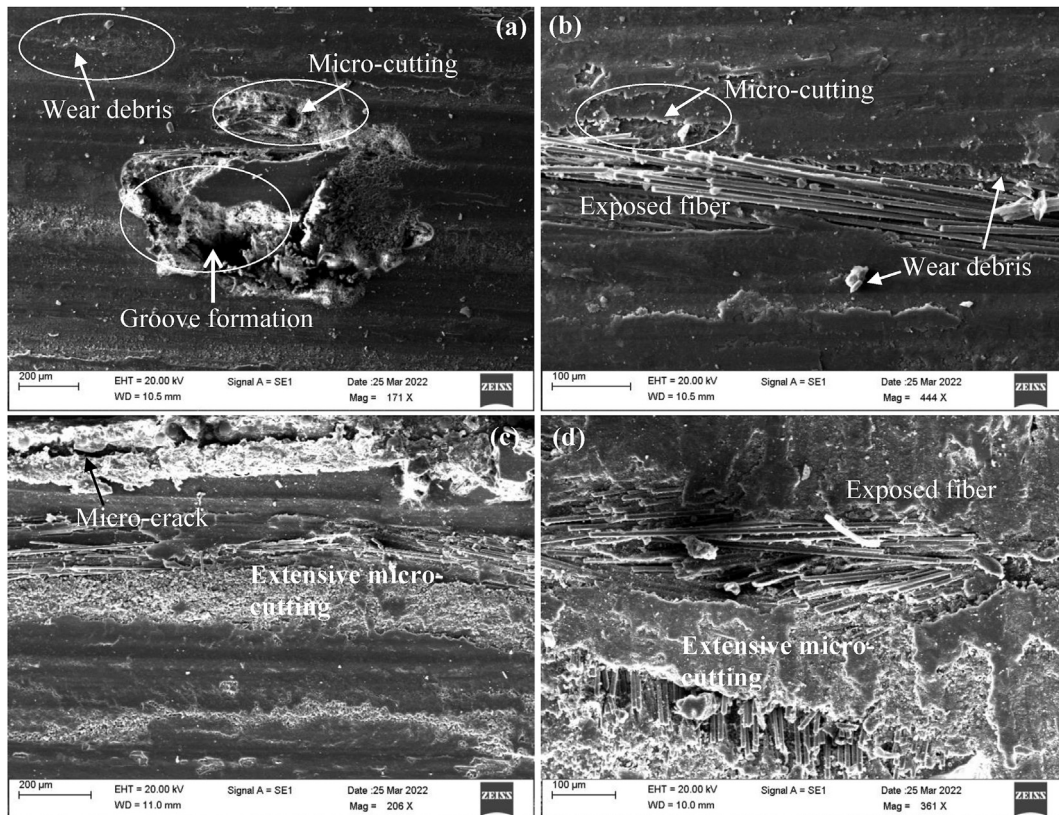 (a)
Micro-cutting
Wear debris
Groove formation
200 µm
EHT = 20.00 kV
WD = 10.5 mm
Signal A = SE1
Date :25 Mar 2022
Mag = 171 X
ZEISS
(b)
Micro-cutting
Exposed fiber
Wear debris
100 µm
EHT = 20.00 kV
WD = 10.5 mm
Signal A = SE1
Date :25 Mar 2022
Mag = 444 X
ZEISS
(c)
Micro-crack
Extensive micro-
cutting
200 µm
EHT = 20.00 kV
WD = 11.0 mm
Signal A = SE1
Date :25 Mar 2022
Mag = 206 X
ZEISS
(d)
Exposed fiber
Extensive micro-
cutting
100 µm
EHT = 20.00 kV
WD = 10.0 mm
Signal A = SE1
Date :25 Mar 2022
Mag = 361 X
ZEISS